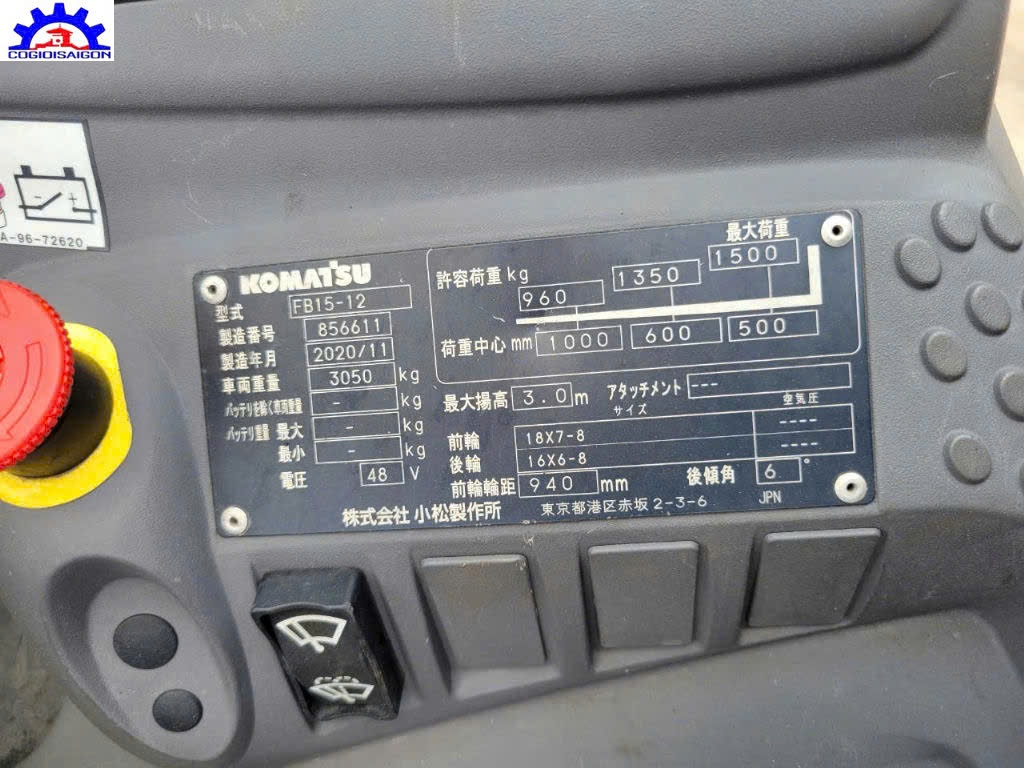 COGIOISAIGON
A-96-72620
KOMATSU
型式 FB15-12
製造番号 856611
製造年月 2020/11
車両重量 3050 kg
バッテリを除く車両重量 - kg
バッテリ重量 最大 - kg
最小 - kg
電圧 48 V
最大荷重
許容荷重 kg 960 1350 1500
荷重中心 mm 1000 600 500
最大揚高 3.0 m アタッチメント ---
サイズ 空気圧
前輪 18X7-8 ----
後輪 16X6-8 ----
前輪輪距 940 mm 後傾角 6 °
株式会社 小松製作所 東京都港区赤坂 2-3-6 JPN